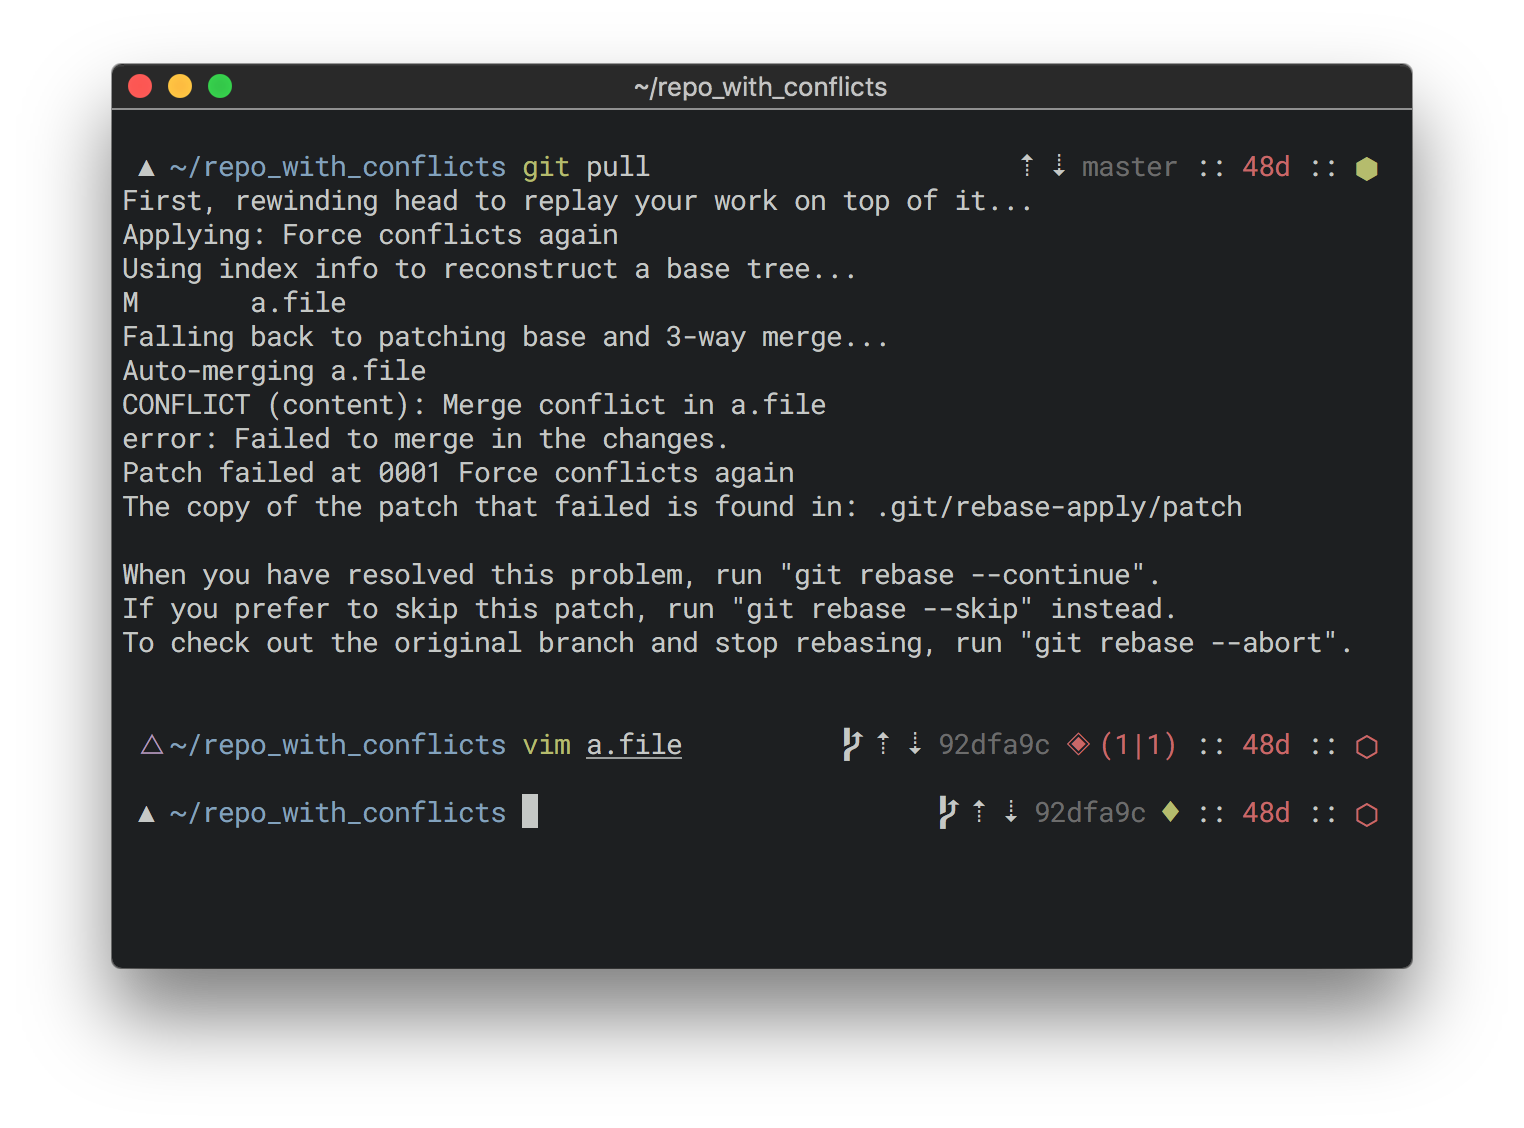 ~/repo_with_conflicts
▲ ~/repo_with_conflicts git pull ⇡ ⇣ master :: 48d :: ⬢
First, rewinding head to replay your work on top of it...
Applying: Force conflicts again
Using index info to reconstruct a base tree...
M       a.file
Falling back to patching base and 3-way merge...
Auto-merging a.file
CONFLICT (content): Merge conflict in a.file
error: Failed to merge in the changes.
Patch failed at 0001 Force conflicts again
The copy of the patch that failed is found in: .git/rebase-apply/patch
When you have resolved this problem, run "git rebase --continue".
If you prefer to skip this patch, run "git rebase --skip" instead.
To check out the original branch and stop rebasing, run "git rebase --abort".
△ ~/repo_with_conflicts vim a.file ⇡ ⇣ 92dfa9c ◈ (1|1) :: 48d :: ⬡
▲ ~/repo_with_conflicts ⇡ ⇣ 92dfa9c ♦ :: 48d :: ⬡